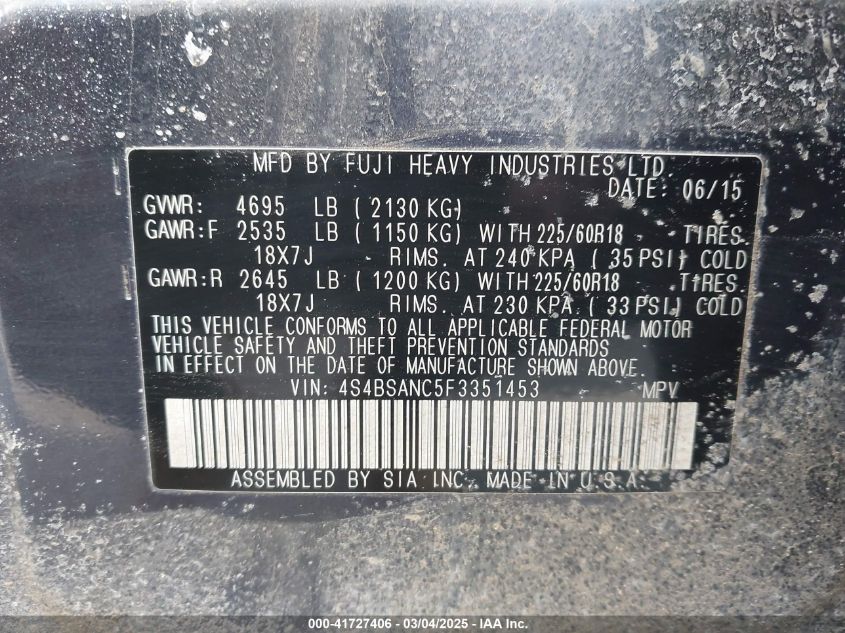 MFD BY FUJI HEAVY INDUSTRIES LTD.
DATE: 06/15
GVWR: 4695 LB ( 2130 KG)
GAWR:F 2535 LB ( 1150 KG) WITH 225/60R18 TIRES.
18X7J RIMS. AT 240 KPA ( 35 PSI) COLD
GAWR:R 2645 LB ( 1200 KG) WITH 225/60R18 TIRES.
18X7J RIMS. AT 230 KPA ( 33 PSI) COLD
THIS VEHICLE CONFORMS TO ALL APPLICABLE FEDERAL MOTOR
VEHICLE SAFETY AND THEFT PREVENTION STANDARDS
IN EFFECT ON THE DATE OF MANUFACTURE SHOWN ABOVE.
VIN: 4S4BSANC5F3351453 MPV
ASSEMBLED BY SIA INC. MADE IN U.S.A.
000-41727406 - 03/04/2025 - IAA Inc.